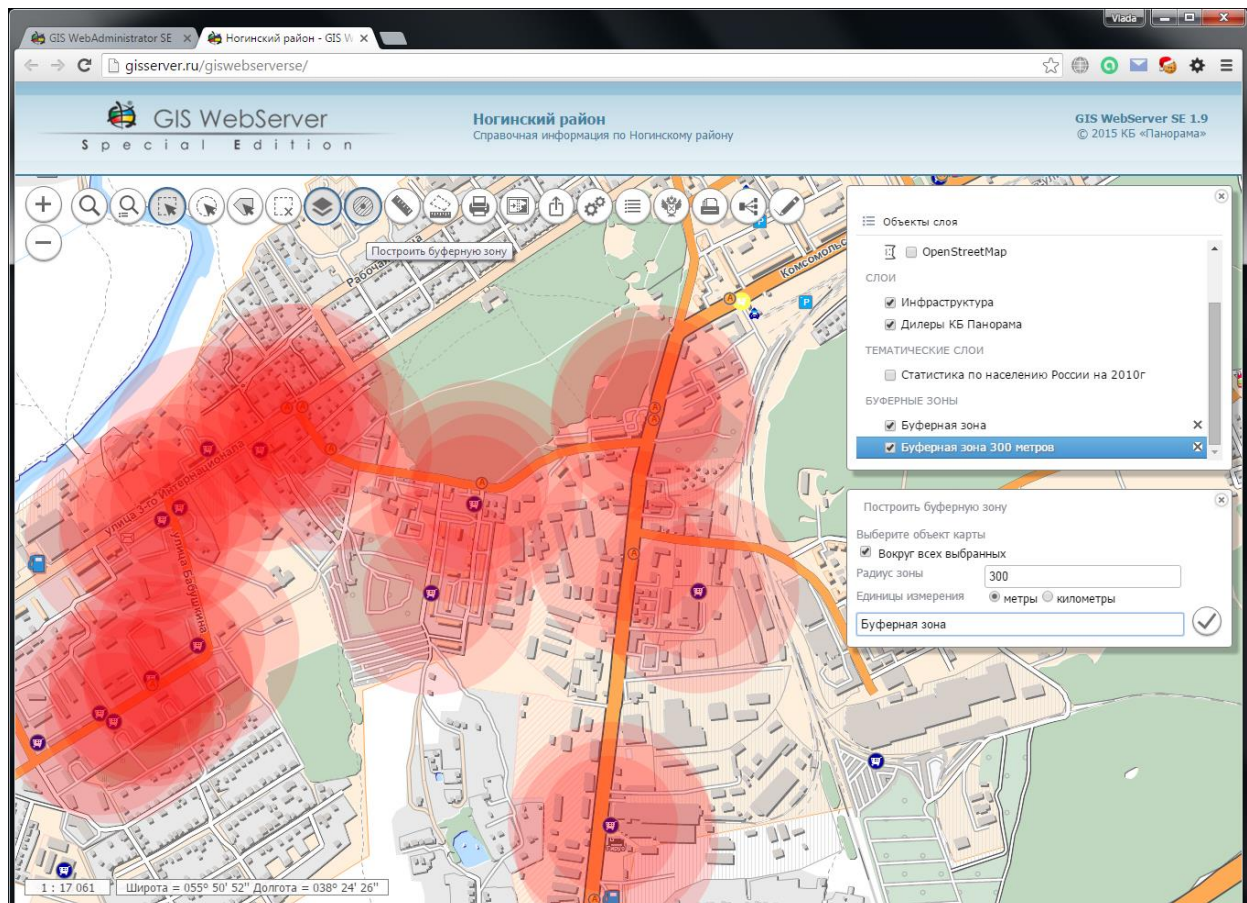 Vlada
GIS WebAdministrator SE
Ногинский район - GIS W
gisserver.ru/giswebserverse/
GIS WebServer
Special Edition
Ногинский район
Справочная информация по Ногинскому району
GIS WebServer SE 1.9
© 2015 КБ «Панорама»
Построить буферную зону
Рабочая
Комсомольс
P
P
A
A
A
A
A
A
A
A
улица 3-го Интернационала
улица Бабушкина
Объекты слоя
OpenStreetMap
СЛОИ
Инфраструктура
Дилеры КБ Панорама
ТЕМАТИЧЕСКИЕ СЛОИ
Статистика по населению России на 2010г
БУФЕРНЫЕ ЗОНЫ
Буферная зона
Буферная зона 300 метров
Построить буферную зону
Выберите объект карты
Вокруг всех выбранных
Радиус зоны 300
Единицы измерения метры километры
Буферная зона
1 : 17 061
Широта = 055° 50' 52'' Долгота = 038° 24' 26''